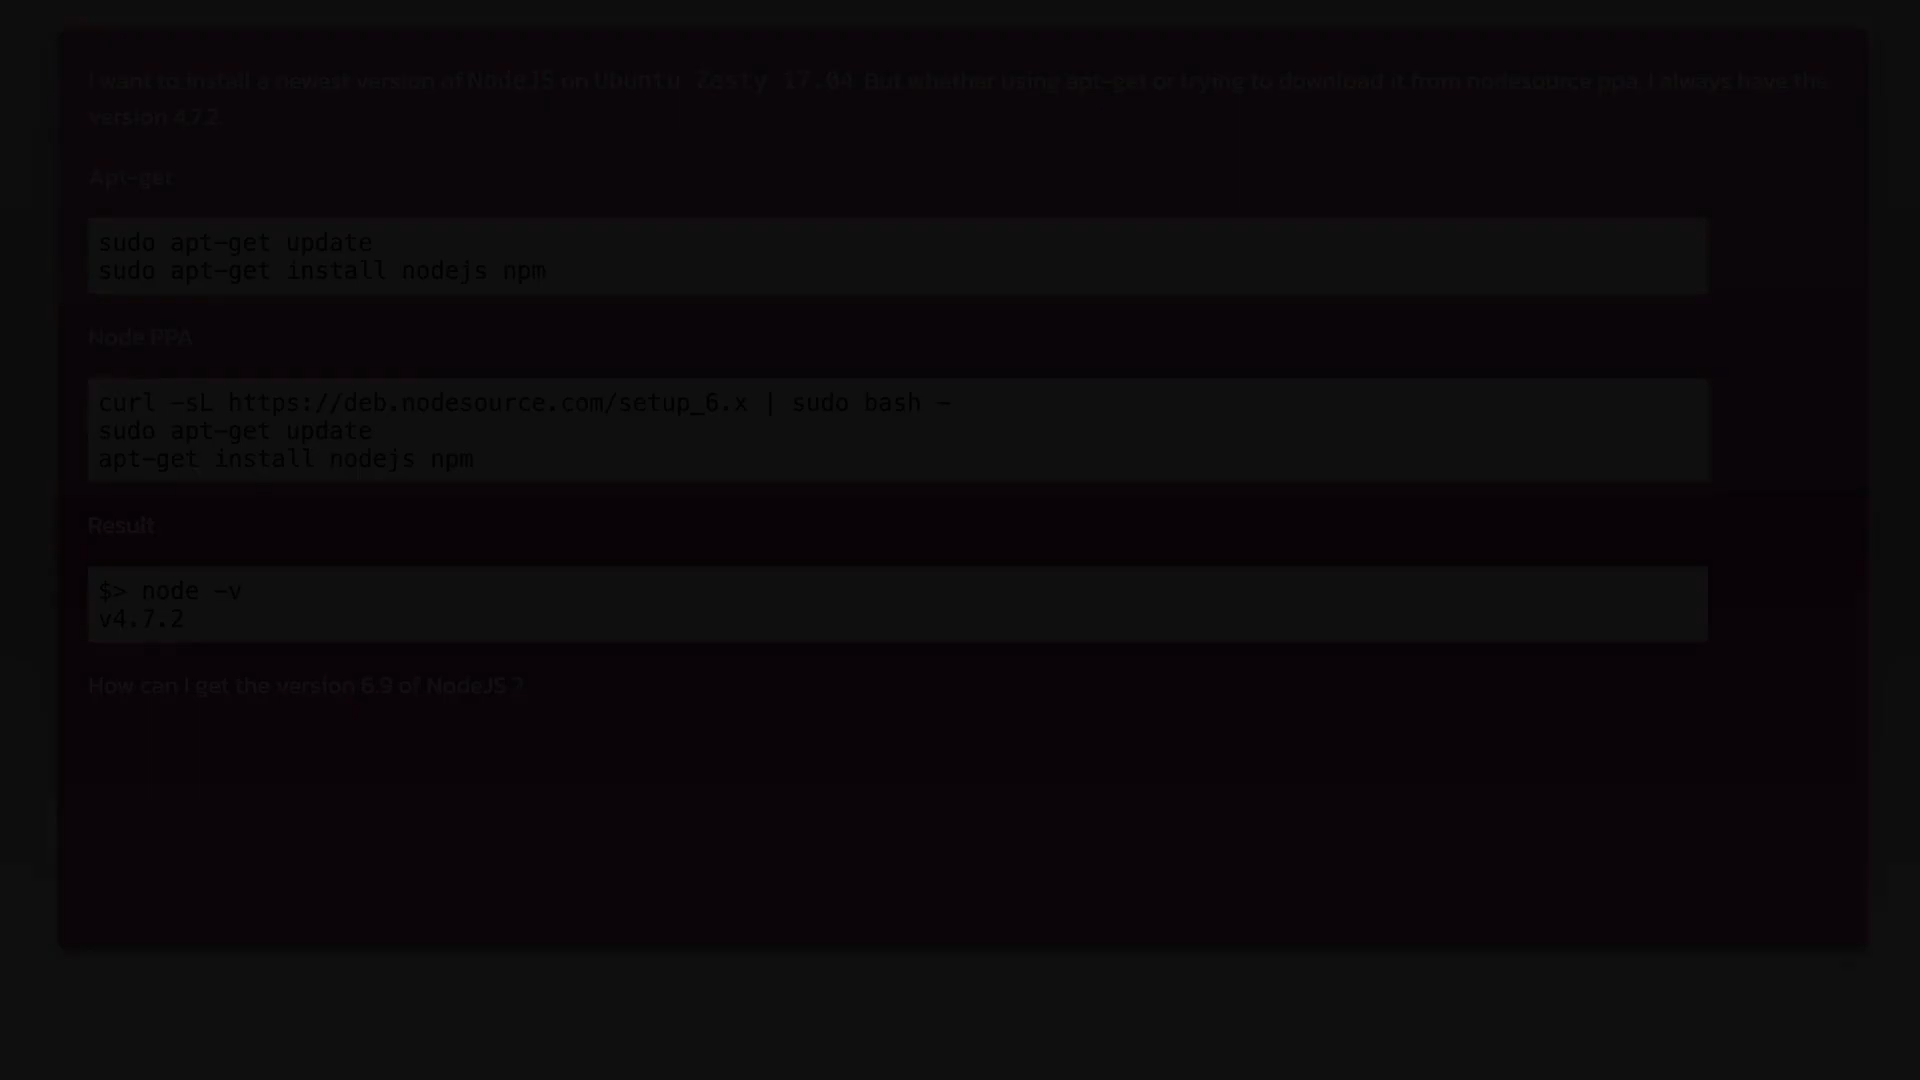 I want to install a newest version of NodeJS on Ubuntu Zesty 17.04 But whether using apt-get or trying to download it from nodesource ppa, I always have the
version 4.7.2
Apt-get
sudo apt-get update
sudo apt-get install nodejs npm
Node PPA
curl -sL https://deb.nodesource.com/setup_6.x | sudo bash -
sudo apt-get update
apt-get install nodejs npm
Result
$> node -v
v4.7.2
How can I get the version 6.9 of NodeJS ?